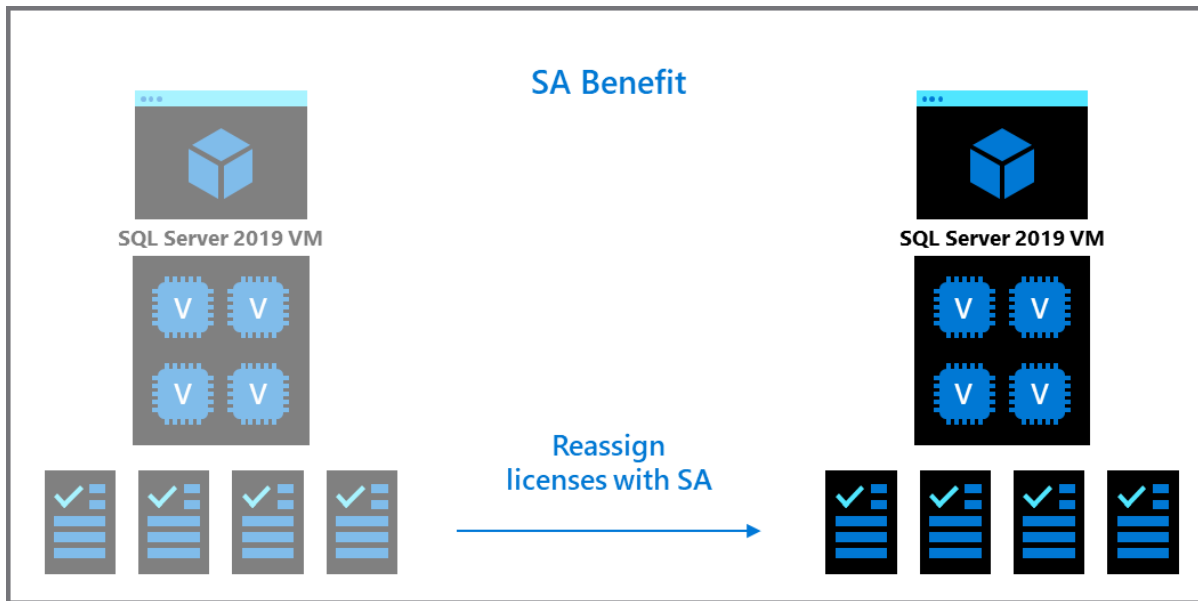 SA Benefit
SQL Server 2019 VM
V V
V V
SQL Server 2019 VM
V V
V V
Reassign
licenses with SA